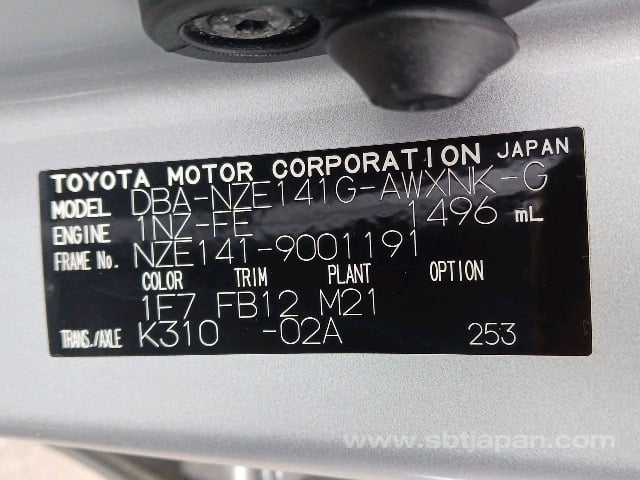 TOYOTA MOTOR CORPORATION JAPAN
MODEL DBA-NZE141G-AWXNK-G
ENGINE 1NZ-FE 1496 mL
FRAME No. NZE141-9001191
COLOR TRIM PLANT OPTION
1E7 FB12 M21
TRANS./AXLE K310 -02A 253
www.sbtjapan.com